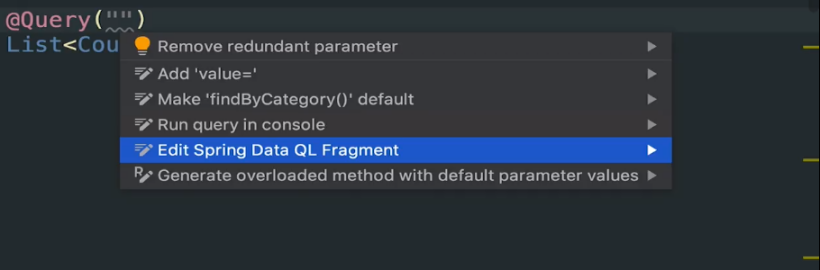 @Query("")
List<Cou
Remove redundant parameter
Add 'value='
Make 'findByCategory()' default
Run query in console
Edit Spring Data QL Fragment
Generate overloaded method with default parameter values